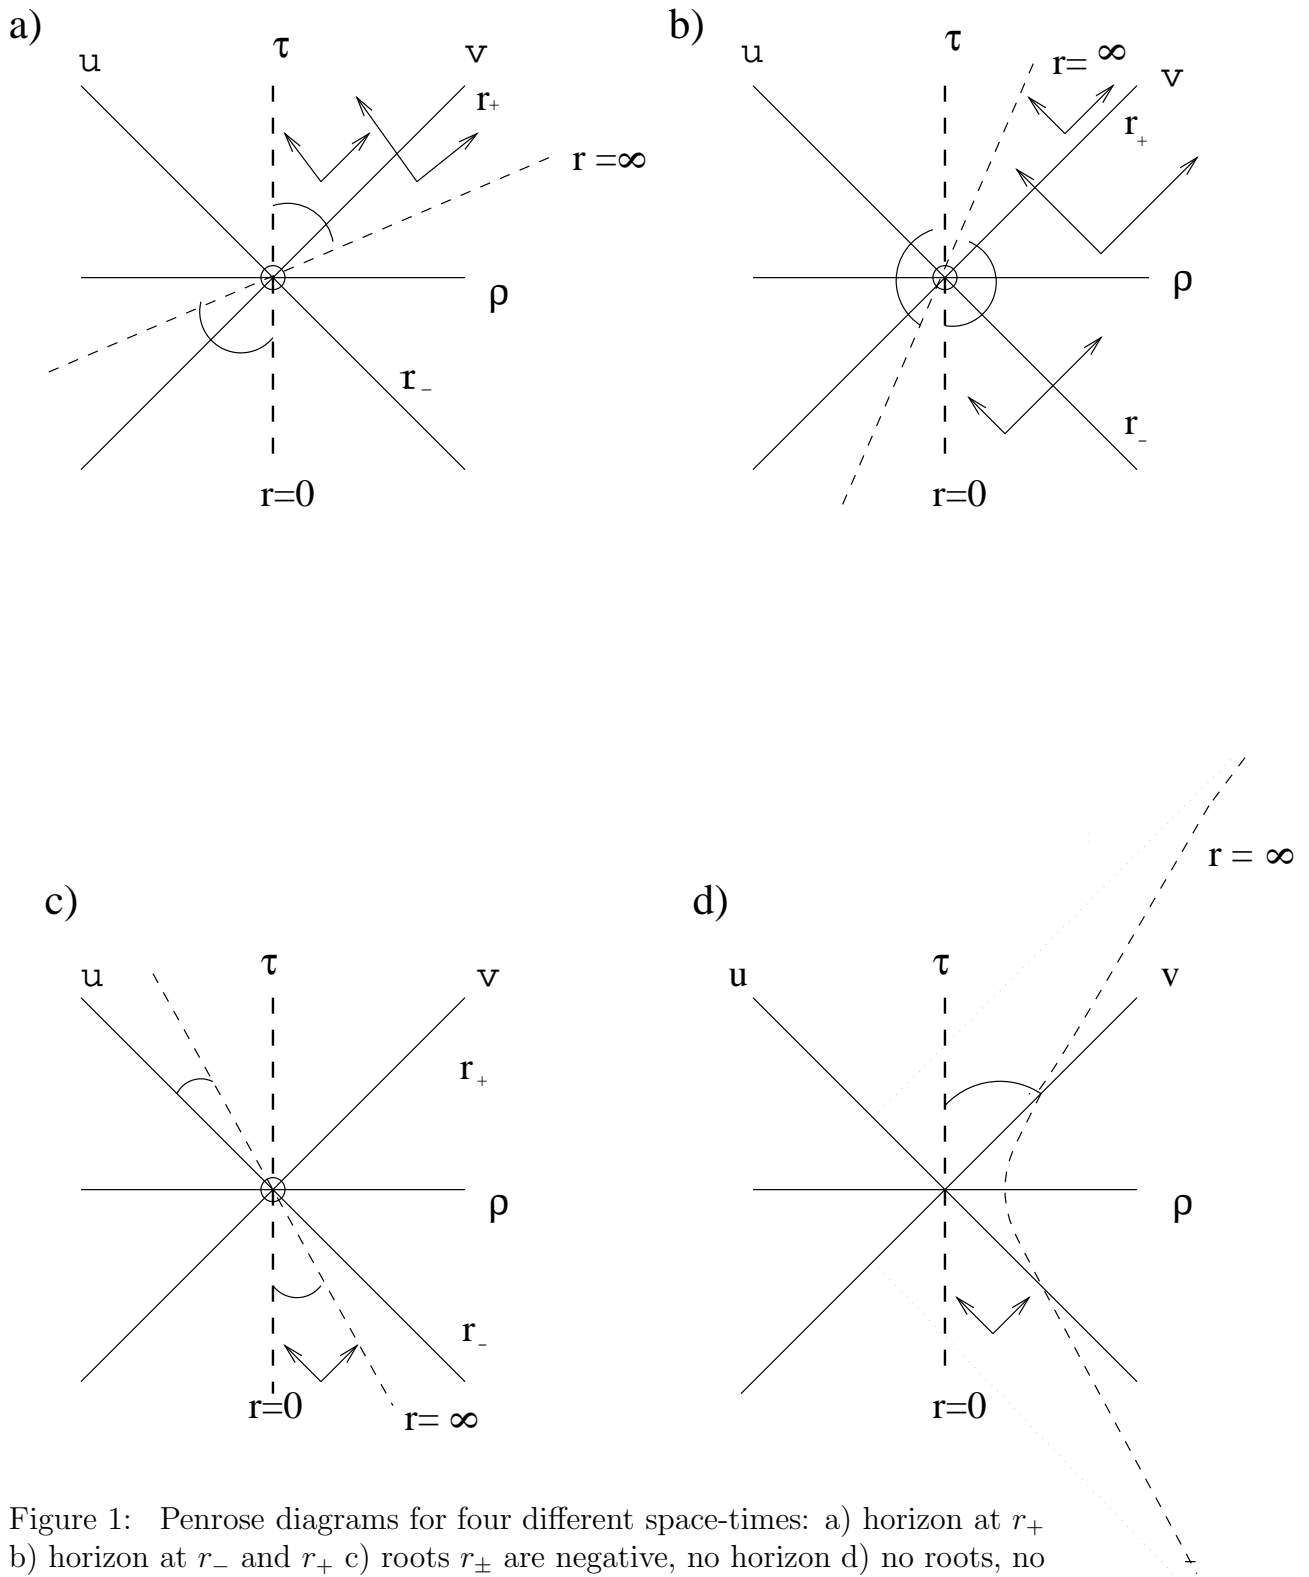 a)
u
τ
v
r₊
r =∞
ρ
r₋
r=0
b)
u
τ
r= ∞
v
r₊
ρ
r₋
r=0
c)
u
τ
v
r₊
ρ
r₋
r=0
r= ∞
d)
r = ∞
u
τ
v
ρ
r=0
Figure 1: Penrose diagrams for four different space-times: a) horizon at r₊
b) horizon at r₋ and r₊ c) roots r± are negative, no horizon d) no roots, no